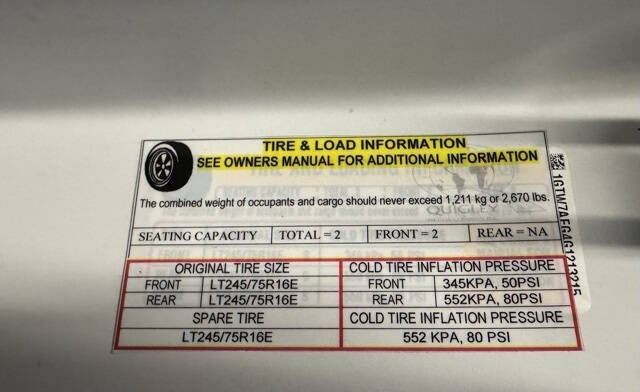 TIRE & LOAD INFORMATION
SEE OWNERS MANUAL FOR ADDITIONAL INFORMATION
The combined weight of occupants and cargo should never exceed 1,211 kg or 2,670 lbs.
QUIGLEY
SEATING CAPACITY TOTAL = 2 FRONT = 2 REAR = NA
ORIGINAL TIRE SIZE COLD TIRE INFLATION PRESSURE
FRONT LT245/75R16E FRONT 345KPA, 50PSI
REAR LT245/75R16E REAR 552KPA, 80PSI
SPARE TIRE COLD TIRE INFLATION PRESSURE
LT245/75R16E 552 KPA, 80 PSI